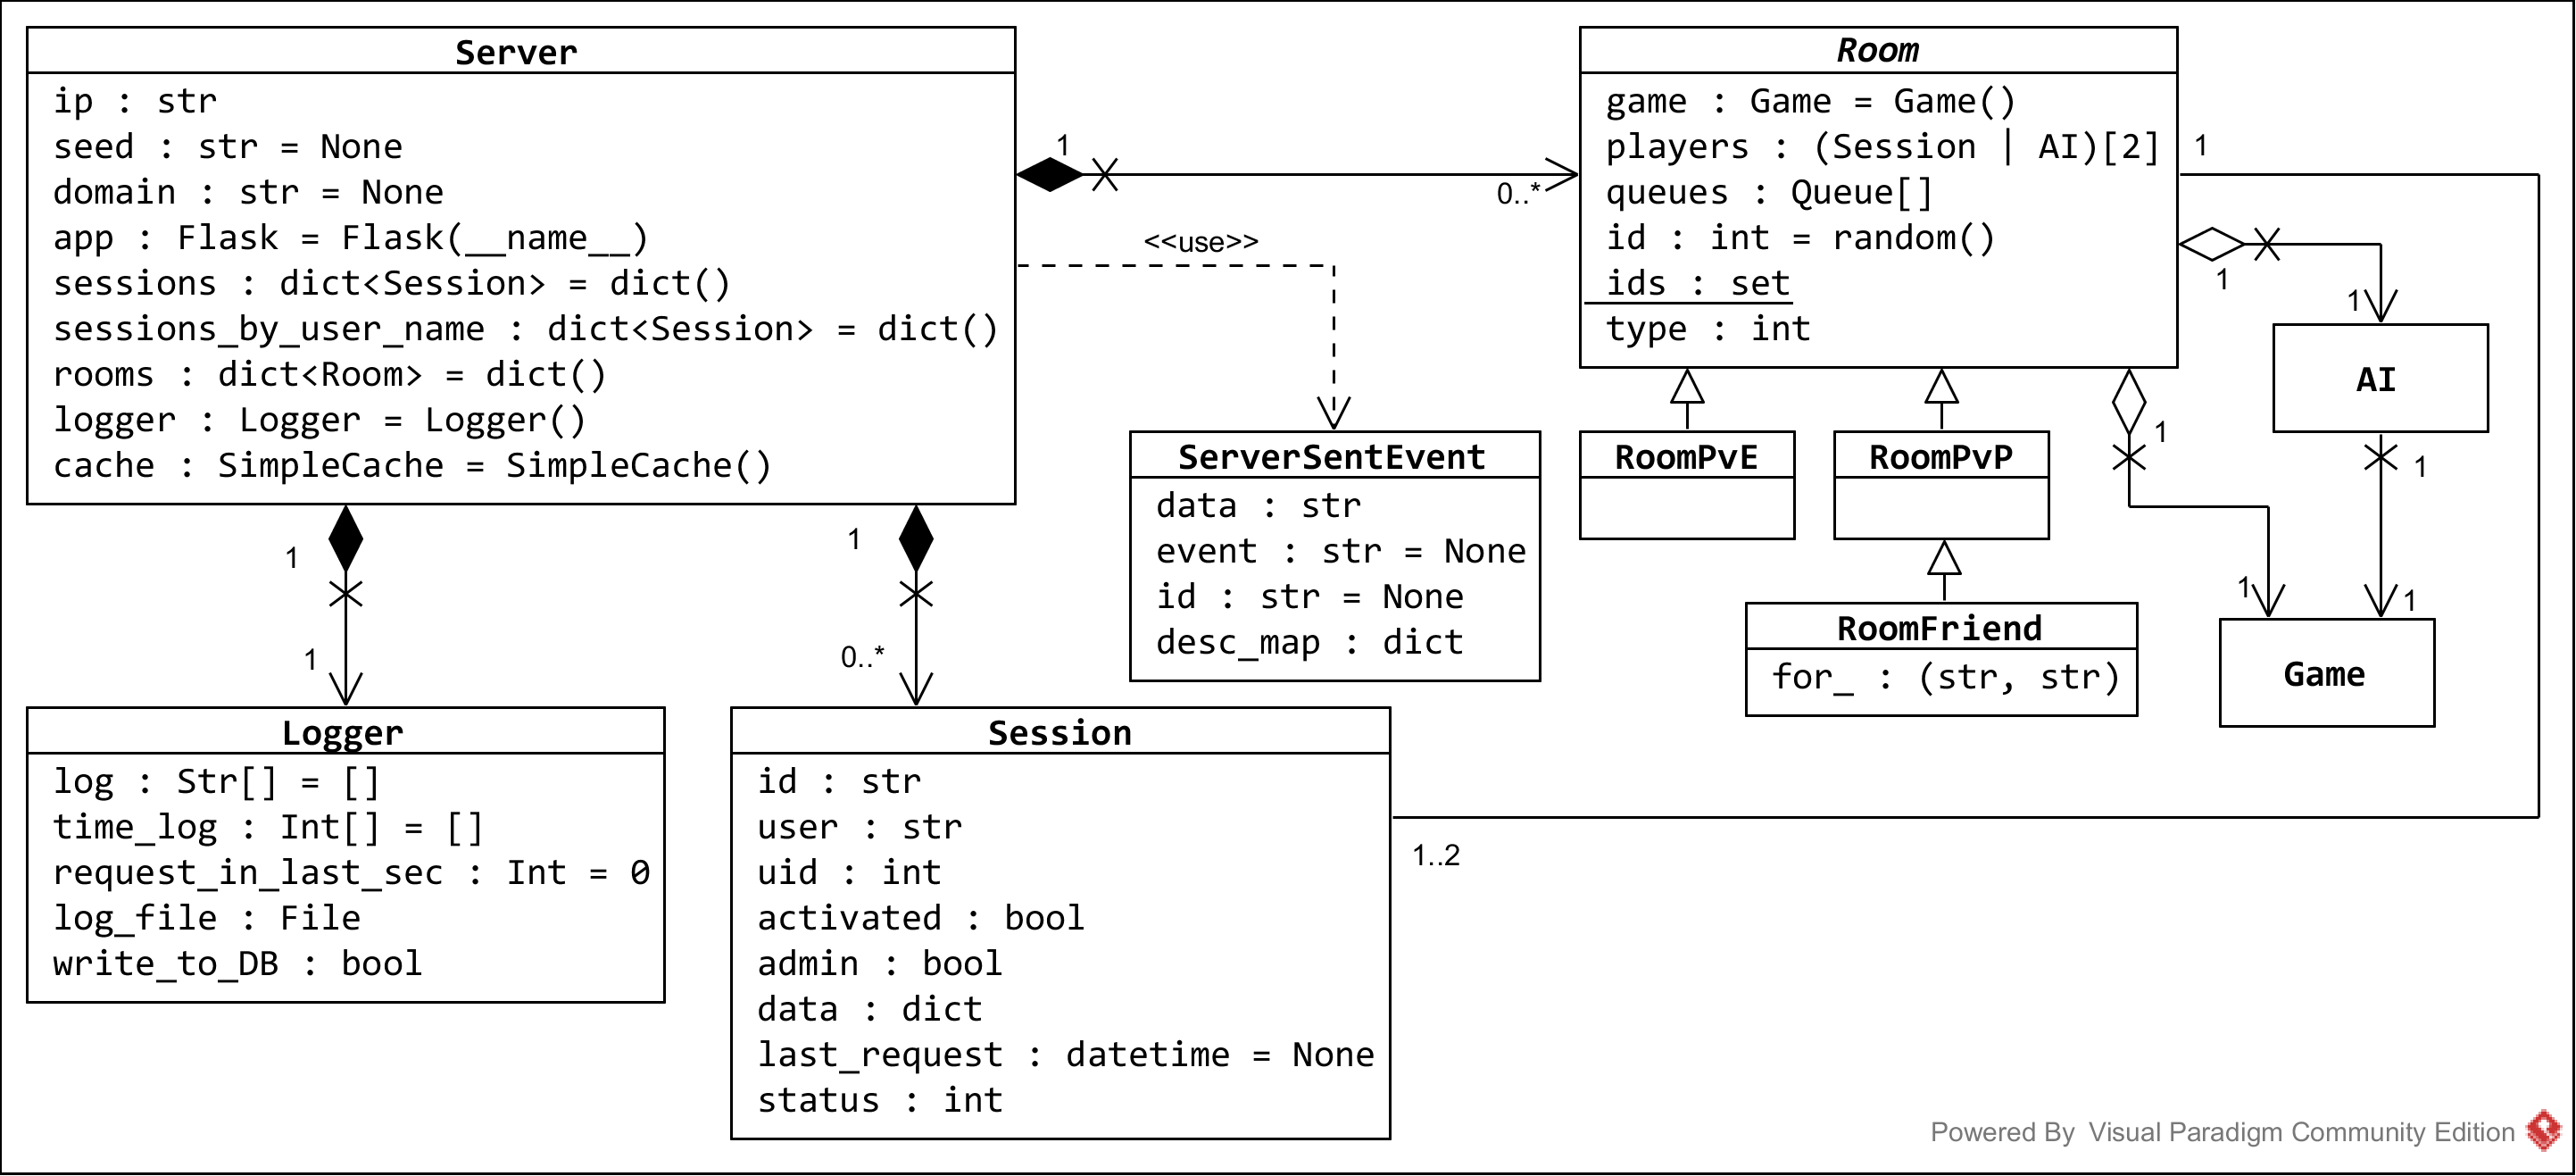 Server
ip : str
seed : str = None
domain : str = None
app : Flask = Flask(__name__)
sessions : dict<Session> = dict()
sessions_by_user_name : dict<Session> = dict()
rooms : dict<Room> = dict()
logger : Logger = Logger()
cache : SimpleCache = SimpleCache()
1
0..*
<<use>>
Room
game : Game = Game()
players : (Session | AI)[2]
queues : Queue[]
id : int = random()
ids : set
type : int
1
1
1
AI
1
1
1
1
Game
ServerSentEvent
data : str
event : str = None
id : str = None
desc_map : dict
RoomPvE
RoomPvP
RoomFriend
for_ : (str, str)
1
1
1
0..*
Logger
log : Str[] = []
time_log : Int[] = []
request_in_last_sec : Int = 0
log_file : File
write_to_DB : bool
Session
id : str
user : str
uid : int
activated : bool
admin : bool
data : dict
last_request : datetime = None
status : int
1..2
Powered By Visual Paradigm Community Edition